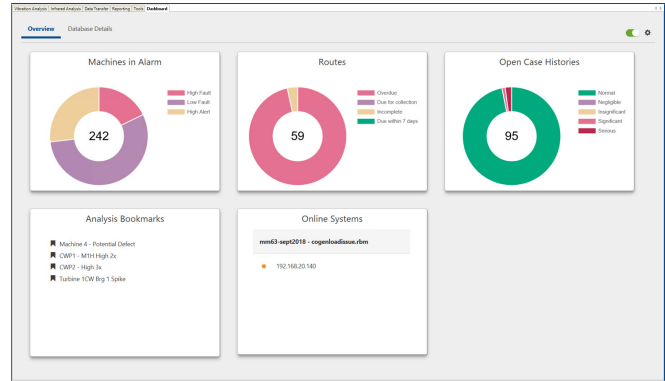 Vibration Analysis Infrared Analysis Data Transfer Reporting Tools Dashboard
Overview Database Details
Machines in Alarm
242
High Fault
Low Fault
High Alert
Routes
59
Overdue
Due for collection
Incomplete
Due within 7 days
Open Case Histories
95
Normal
Negligible
Insignificant
Significant
Serious
Analysis Bookmarks
Machine 4 - Potential Defect
CWP1 - M1H High 2x
CWP2 - High 3x
Turbine 1CW Brg 1 Spike
Online Systems
mm63-sept2018 - cogenloadissue.rbm
192.168.20.140